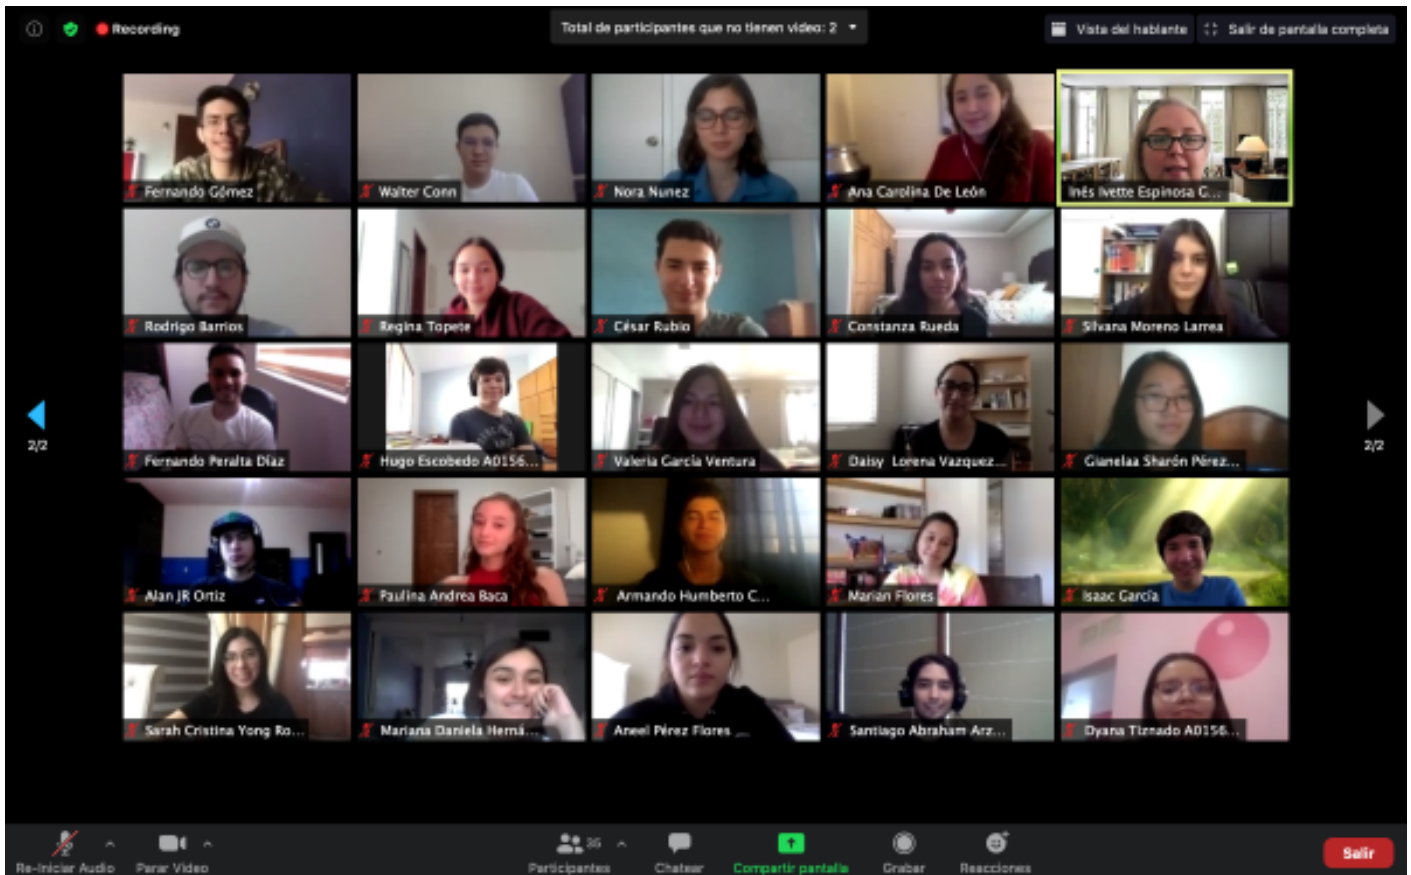 Recording
Total de participantes que no tienen video: 2
Vista del hablante
Salir de pantalla completa
Fernando Gómez
Walter Conn
Nora Nunez
Ana Carolina De León
Inés Ivette Espinosa G...
Rodrigo Barrios
Regina Topete
César Rubio
Constanza Rueda
Silvana Moreno Larrea
Fernando Peralta Díaz
Hugo Escobedo A0156...
Valeria García Ventura
Daisy Lorena Vazquez...
Gianelaa Sharón Pérez...
2/2
2/2
Alan JR Ortiz
Paulina Andrea Baca
Armando Humberto C...
Marian Flores
Isaac García
Sarah Cristina Yong Ro...
Mariana Daniela Herná...
Aneel Pérez Flores
Santiago Abraham Arz...
Dyana Tiznado A0156...
Re-Iniciar Audio
Parar Video
35
Participantes
Chatear
Compartir pantalla
Grabar
Reacciones
Salir